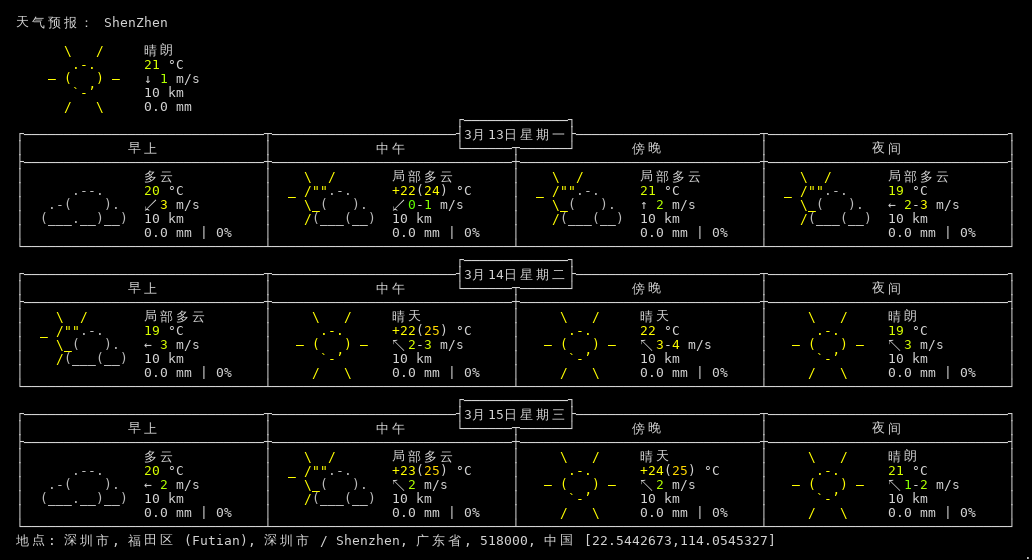 天气预报： ShenZhen
晴朗
21 °C
↓ 1 m/s
10 km
0.0 mm
3月13日星期一
早上 中午 傍晚 夜间
多云 局部多云 局部多云 局部多云
20 °C +22(24) °C 21 °C 19 °C
↙ 3 m/s ↙ 0-1 m/s ↑ 2 m/s ← 2-3 m/s
10 km 10 km 10 km 10 km
0.0 mm | 0% 0.0 mm | 0% 0.0 mm | 0% 0.0 mm | 0%
3月14日星期二
早上 中午 傍晚 夜间
局部多云 晴天 晴天 晴朗
19 °C +22(25) °C 22 °C 19 °C
← 3 m/s ↖ 2-3 m/s ↖ 3-4 m/s ↖ 3 m/s
10 km 10 km 10 km 10 km
0.0 mm | 0% 0.0 mm | 0% 0.0 mm | 0% 0.0 mm | 0%
3月15日星期三
早上 中午 傍晚 夜间
多云 局部多云 晴天 晴朗
20 °C +23(25) °C +24(25) °C 21 °C
← 2 m/s ↖ 2 m/s ↖ 2 m/s ↖ 1-2 m/s
10 km 10 km 10 km 10 km
0.0 mm | 0% 0.0 mm | 0% 0.0 mm | 0% 0.0 mm | 0%
地点: 深圳市, 福田区 (Futian), 深圳市 / Shenzhen, 广东省, 518000, 中国 [22.5442673,114.0545327]